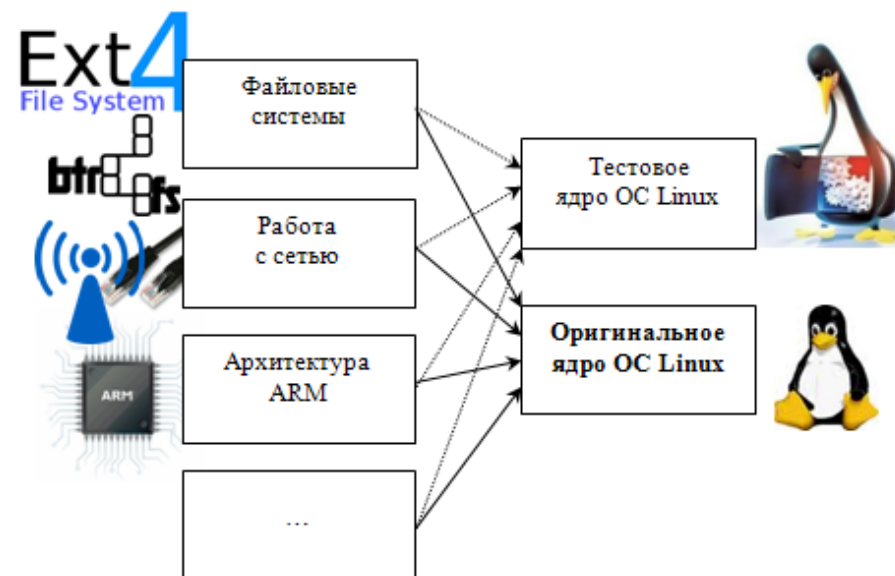 Ext4
File System
btrfs
Файловые
системы
Работа
с сетью
ARM
Архитектура
ARM
...
Тестовое
ядро ОС Linux
Оригинальное
ядро ОС Linux